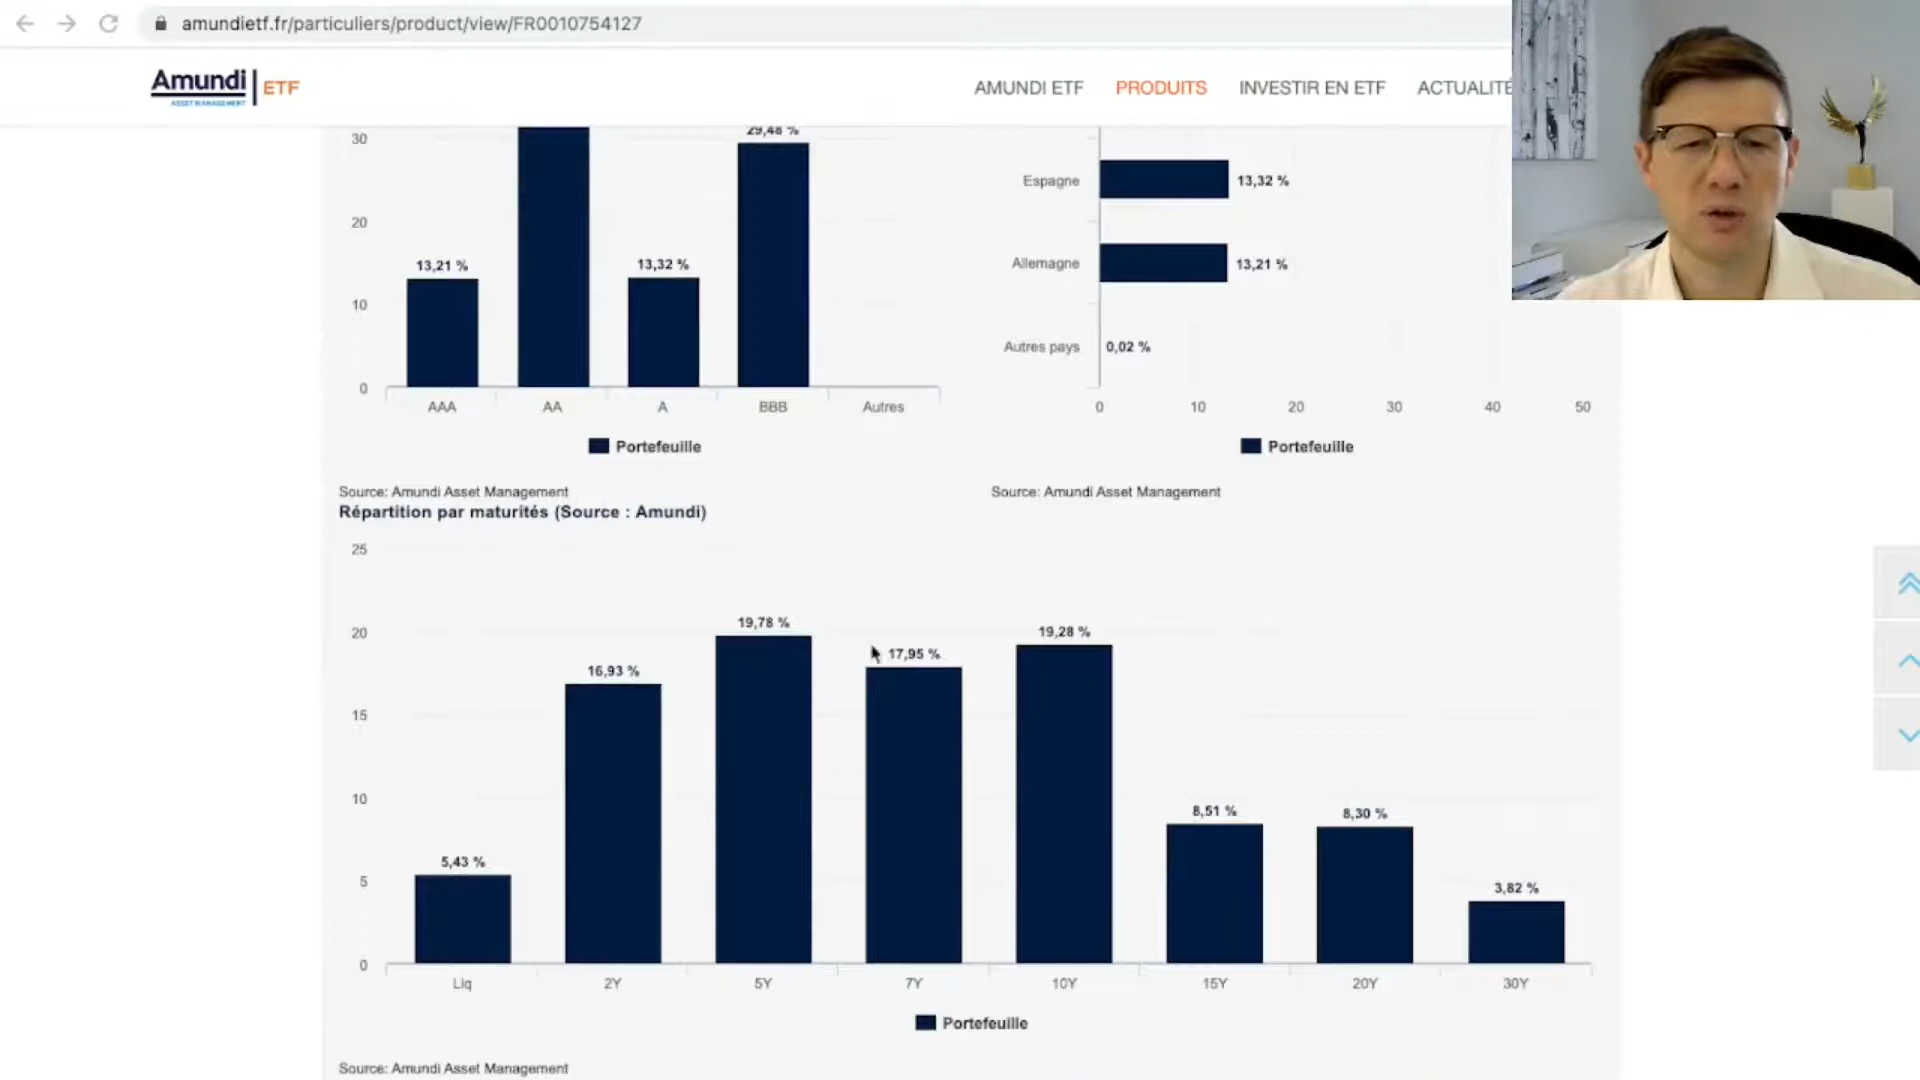 amundietf.fr/particuliers/product/view/FR0010754127
Amundi ETF
ASSET MANAGEMENT
AMUNDI ETF PRODUITS INVESTIR EN ETF ACTUALITÉ
30
20
10
0
13,21 %
13,32 %
29,48 %
AAA AA A BBB Autres
Portefeuille
Source: Amundi Asset Management
Espagne 13,32 %
Allemagne 13,21 %
Autres pays 0,02 %
0 10 20 30 40 50
Portefeuille
Source: Amundi Asset Management
Répartition par maturités (Source : Amundi)
25
20
15
10
5
0
5,43 %
16,93 %
19,78 %
17,95 %
19,28 %
8,51 %
8,30 %
3,82 %
Liq 2Y 5Y 7Y 10Y 15Y 20Y 30Y
Portefeuille
Source: Amundi Asset Management